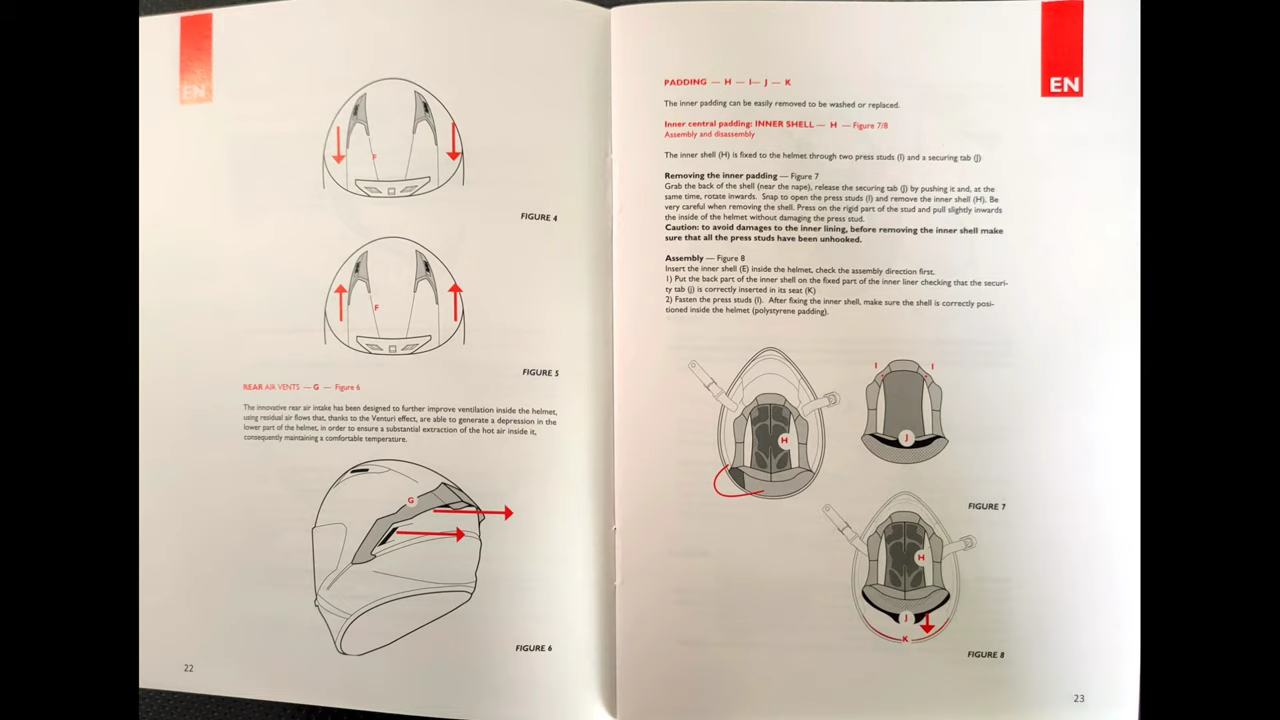 EN
F
FIGURE 4
F
FIGURE 5
REAR AIR VENTS — G — Figure 6
The innovative rear air intake has been designed to further improve ventilation inside the helmet,
using residual air flows that, thanks to the Venturi effect, are able to generate a depression in the
lower part of the helmet, in order to ensure a substantial extraction of the hot air inside it,
consequently maintaining a comfortable temperature.
G
FIGURE 6
22
EN
PADDING — H — I— J — K
The inner padding can be easily removed to be washed or replaced.
Inner central padding: INNER SHELL — H — Figure 7/8
Assembly and disassembly
The inner shell (H) is fixed to the helmet through two press studs (I) and a securing tab (J)
Removing the inner padding — Figure 7
Grab the back of the shell (near the nape), release the securing tab (J) by pushing it and, at the
same time, rotate inwards. Snap to open the press studs (I) and remove the inner shell (H). Be
very careful when removing the shell. Press on the rigid part of the stud and pull slightly inwards
the inside of the helmet without damaging the press stud.
Caution: to avoid damages to the inner lining, before removing the inner shell make
sure that all the press studs have been unhooked.
Assembly — Figure 8
Insert the inner shell (E) inside the helmet, check the assembly direction first.
1) Put the back part of the inner shell on the fixed part of the inner liner checking that the securi-
ty tab (j) is correctly inserted in its seat (K)
2) Fasten the press studs (I). After fixing the inner shell, make sure the shell is correctly posi-
tioned inside the helmet (polystyrene padding).
I
I
H
J
FIGURE 7
H
J
K
FIGURE 8
23